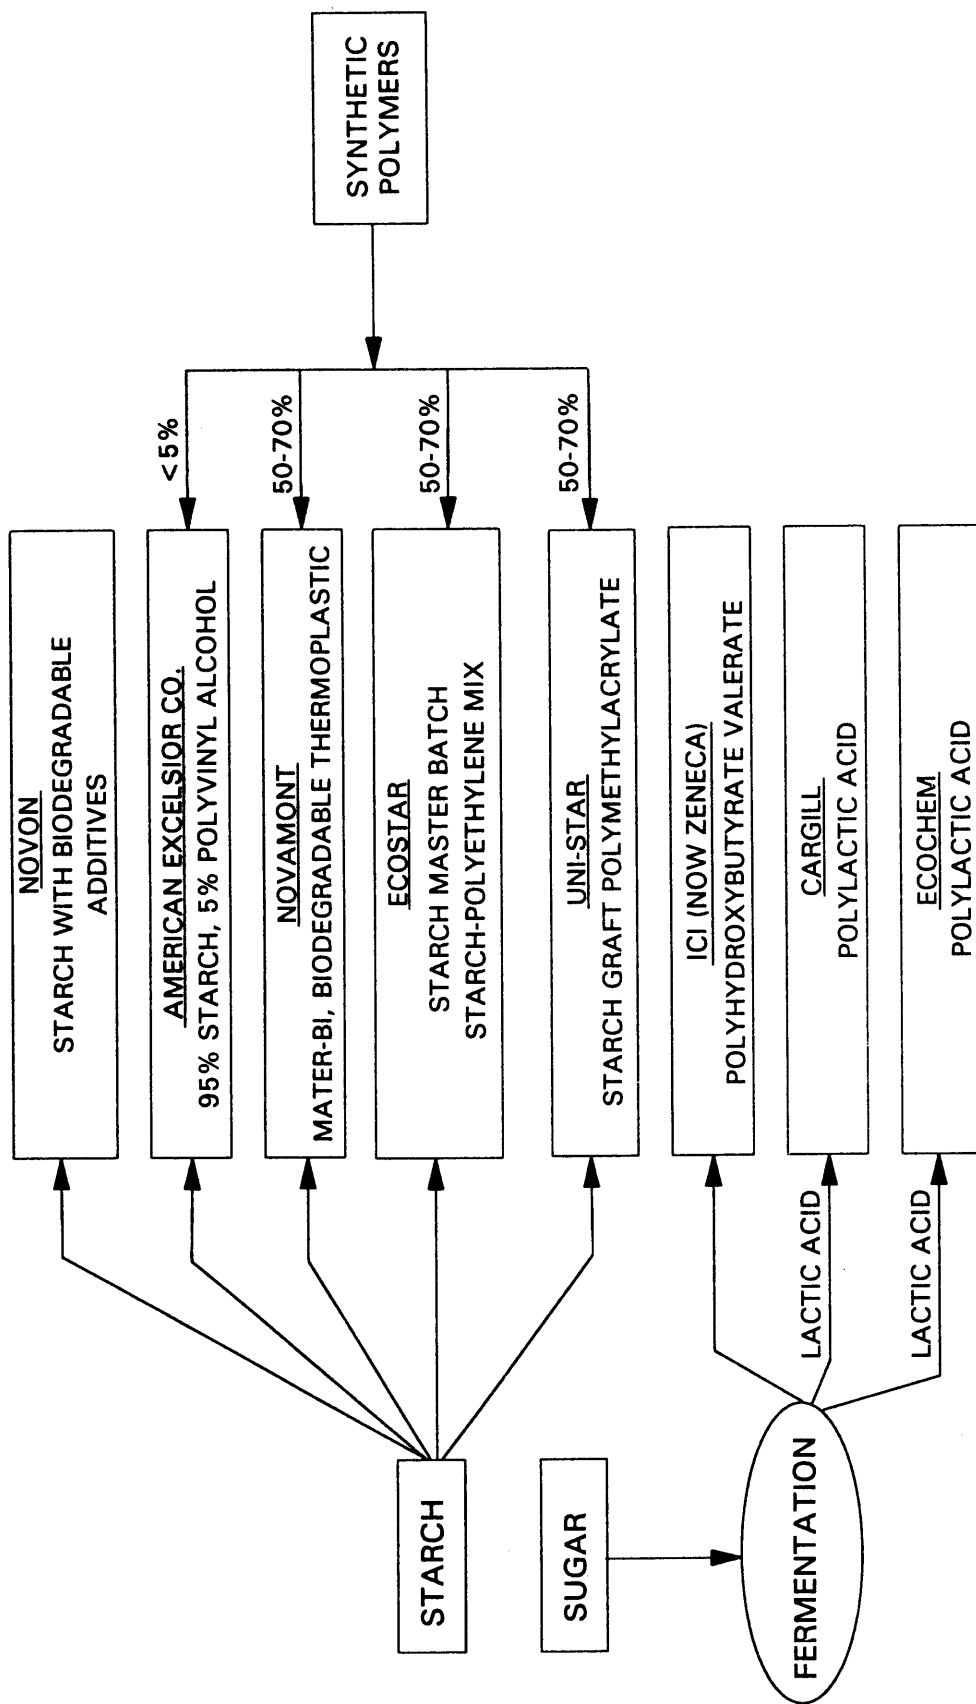 STARCH
SUGAR
FERMENTATION
LACTIC ACID
LACTIC ACID
NOVON
STARCH WITH BIODEGRADABLE
ADDITIVES
AMERICAN EXCELSIOR CO.
95% STARCH, 5% POLYVINYL ALCOHOL
NOVAMONT
MATER-BI, BIODEGRADABLE THERMOPLASTIC
ECOSTAR
STARCH MASTER BATCH
STARCH-POLYETHYLENE MIX
UNI-STAR
STARCH GRAFT POLYMETHYLACRYLATE
ICI (NOW ZENECA)
POLYHYDROXYBUTYRATE VALERATE
CARGILL
POLYLACTIC ACID
ECOCHEM
POLYLACTIC ACID
<5%
50-70%
50-70%
50-70%
SYNTHETIC
POLYMERS